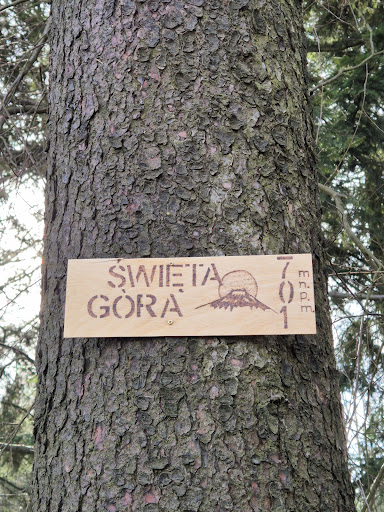 ŚWIĘTA
GÓRA
701
m n.p.m